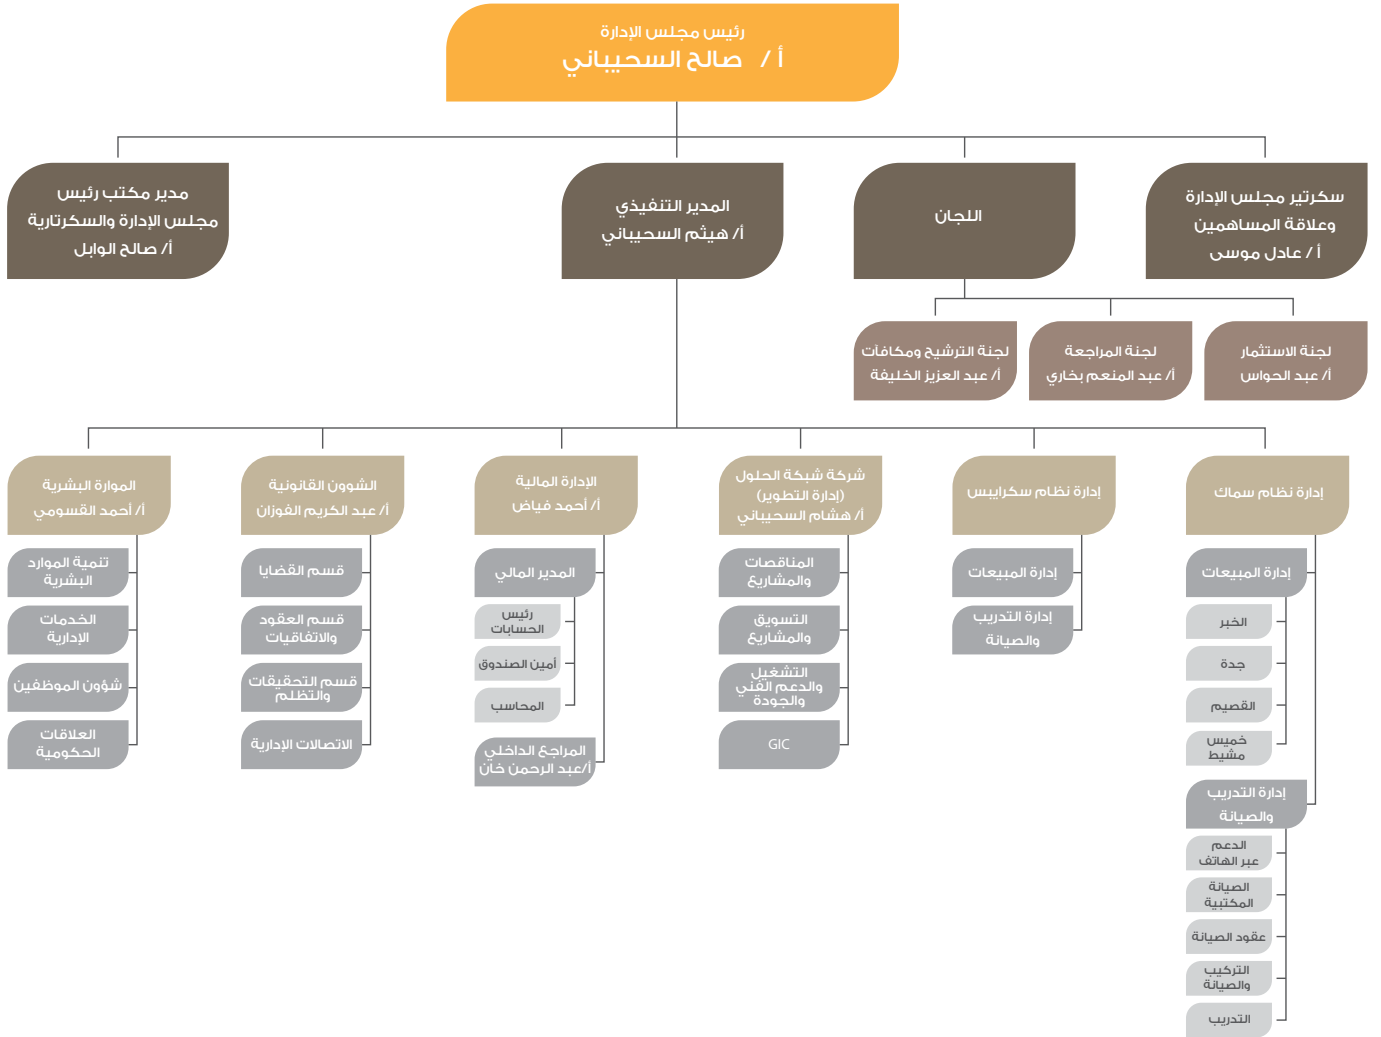 رئيس مجلس الإدارة
أ / صالح السحيباني
سكرتير مجلس الإدارة
وعلاقة المساهمين
أ / عادل موسى
اللجان
المدير التنفيذي
أ/ هيثم السحيباني
مدير مكتب رئيس
مجلس الإدارة والسكرتارية
أ/ صالح الوابل
لجنة الاستثمار
أ/ عبد الحواس
لجنة المراجعة
أ/ عبد المنعم بخاري
لجنة الترشيح ومكافآت
أ/ عبد العزيز الخليفة
إدارة نظام سماك
إدارة المبيعات
الخبر
جدة
القصيم
خميس
مشيط
إدارة التدريب
والصيانة
الدعم
عبر الهاتف
الصيانة
المكتبية
عقود الصيانة
التركيب
والصيانة
التدريب
إدارة نظام سكرايبس
إدارة المبيعات
إدارة التدريب
والصيانة
شركة شبكة الحلول
(إدارة التطوير)
أ/ هشام السحيباني
المناقصات
والمشاريع
التسويق
والمشاريع
التشغيل
والدعم الفني
والجودة
GIC
الإدارة المالية
أ/ أحمد فياض
المدير المالي
رئيس
الحسابات
أمين الصندوق
المحاسب
المراجع الداخلي
أ/عبد الرحمن خان
الشوون القانونية
أ/ عبد الكريم الفوزان
قسم القضايا
قسم العقود
والاتفاقيات
قسم التحقيقات
والتظلم
الاتصالات الإدارية
الموارة البشرية
أ/ أحمد القسومي
تنمية الموارد
البشرية
الخدمات
الإدارية
شؤون الموظفين
العلاقات
الحكومية